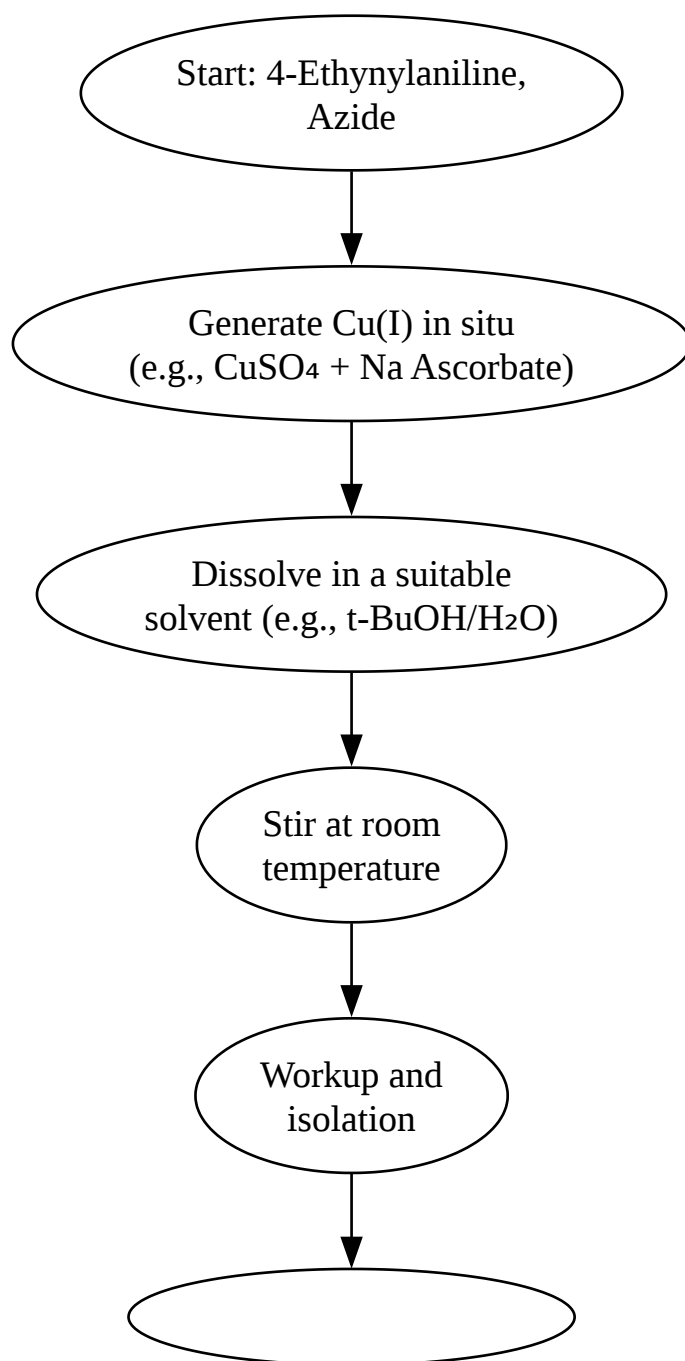 Start: 4-Ethynylaniline,
Azide
Generate Cu(I) in situ
(e.g., CuSO₄ + Na Ascorbate)
Dissolve in a suitable
solvent (e.g., t-BuOH/H₂O)
Stir at room
temperature
Workup and
isolation